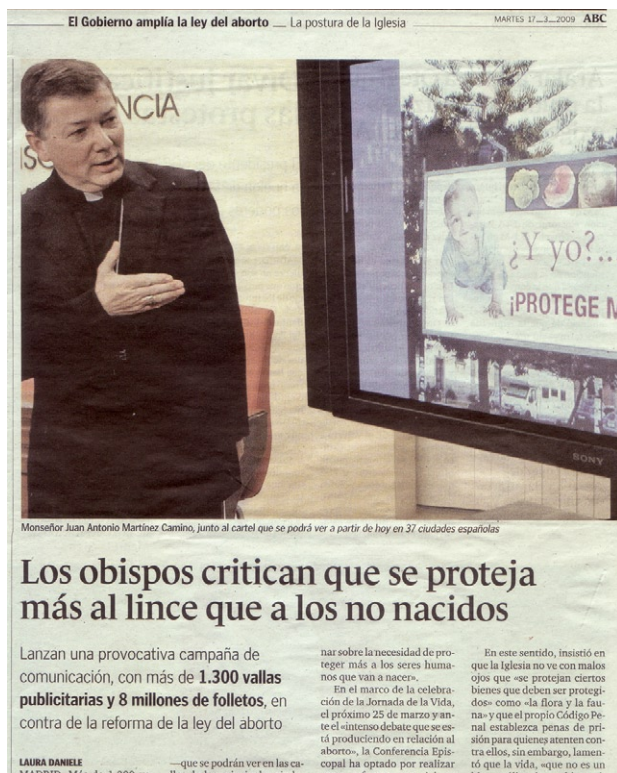 El Gobierno amplía la ley del aborto __ La postura de la Iglesia
MARTES 17_3_2009 ABC
NCIA
¿Y yo?..
¡PROTEGE M
SONY
Monseñor Juan Antonio Martínez Camino, junto al cartel que se podrá ver a partir de hoy en 37 ciudades españolas
Los obispos critican que se proteja
más al lince que a los no nacidos
Lanzan una provocativa campaña de
comunicación, con más de 1.300 vallas
publicitarias y 8 millones de folletos, en
contra de la reforma de la ley del aborto
LAURA DANIELE
—que se podrán ver en las ca-
nar sobre la necesidad de pro-
teger más a los seres huma-
nos que van a nacer».
En el marco de la celebra-
ción de la Jornada de la Vida,
el próximo 25 de marzo y an-
te el «intenso debate que se es-
tá produciendo en relación al
aborto», la Conferencia Epis-
copal ha optado por realizar
En este sentido, insistió en
que la Iglesia no ve con malos
ojos que «se protejan ciertos
bienes que deben ser protegi-
dos» como «la flora y la fau-
na» y que el propio Código Pe-
nal establezca penas de pri-
sión para quienes atenten con-
tra ellos, sin embargo, lamen-
tó que la vida, «que no es un